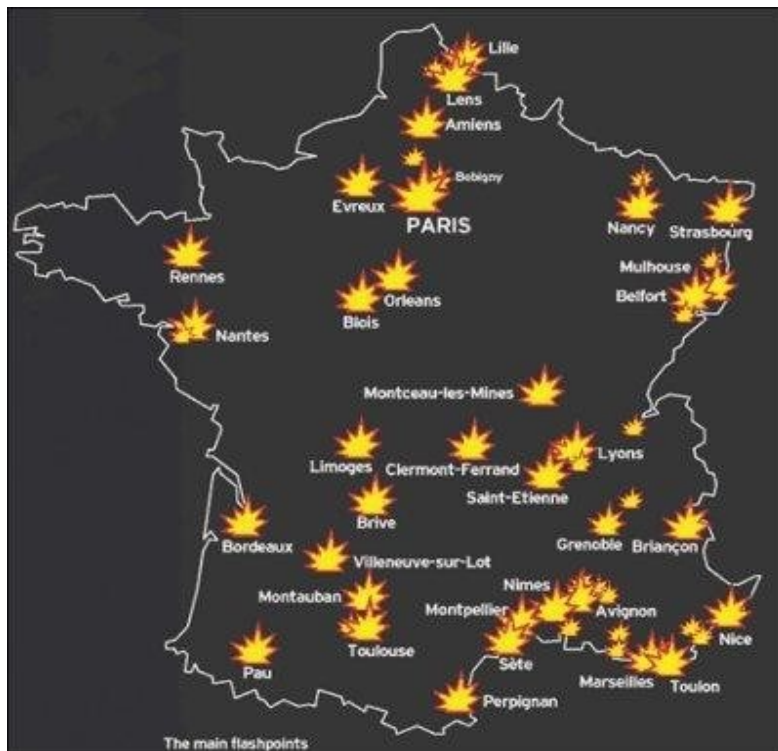 Lille
Lens
Amiens
Bobigny
Evreux
PARIS
Nancy
Strasbourg
Rennes
Mulhouse
Orleans
Belfort
Blois
Nantes
Montceau-les-Mines
Limoges
Clermont-Ferrand
Lyons
Saint-Etienne
Brive
Bordeaux
Grenoble
Briançon
Villeneuve-sur-Lot
Nimes
Montauban
Montpellier
Avignon
Toulouse
Sète
Nice
Pau
Marseilles
Toulon
Perpignan
The main flashpoints